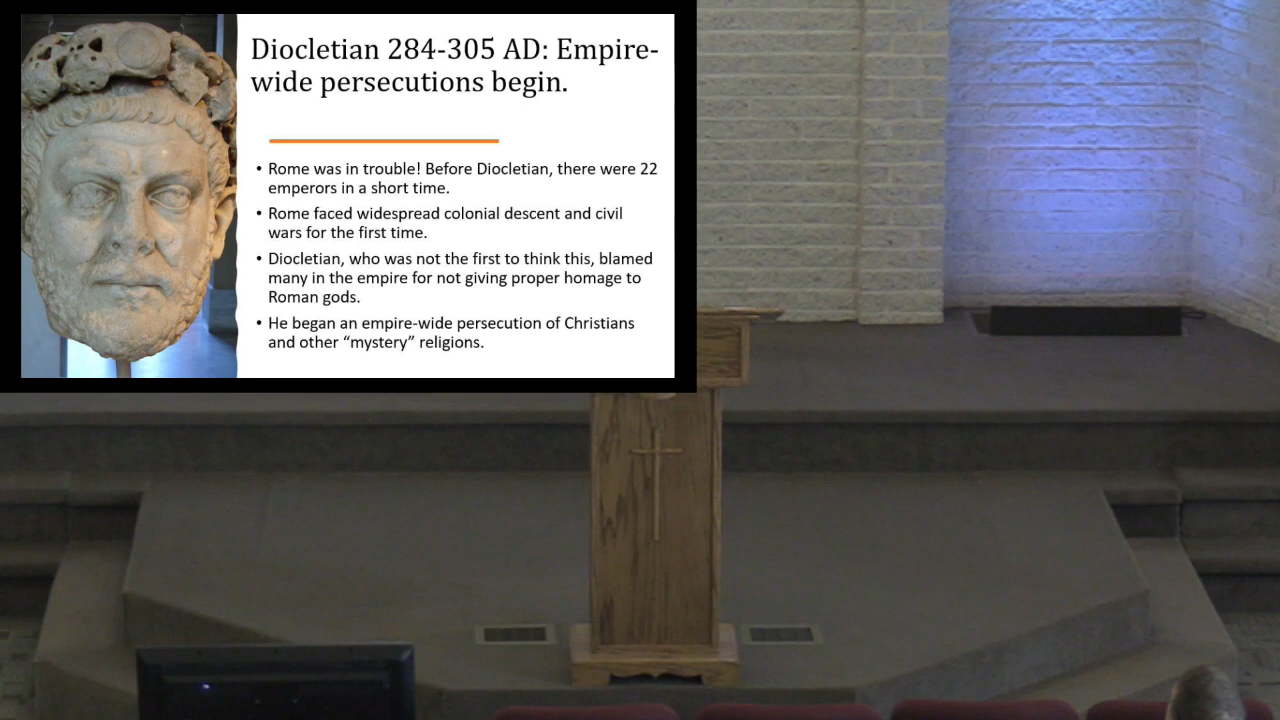 Diocletian 284-305 AD: Empire-
wide persecutions begin.
• Rome was in trouble! Before Diocletian, there were 22
emperors in a short time.
• Rome faced widespread colonial descent and civil
wars for the first time.
• Diocletian, who was not the first to think this, blamed
many in the empire for not giving proper homage to
Roman gods.
• He began an empire-wide persecution of Christians
and other “mystery” religions.